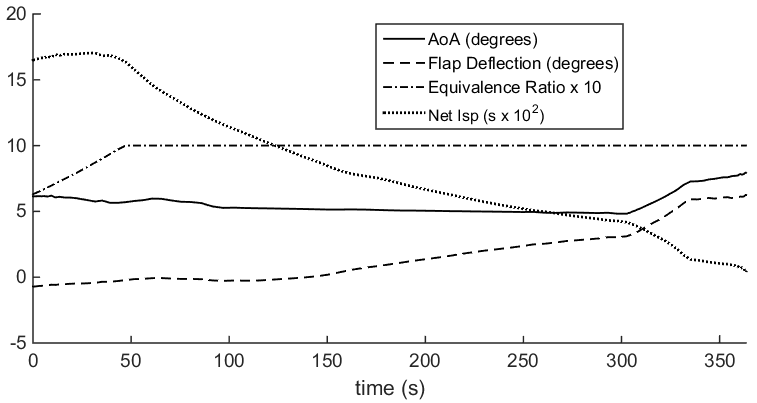 20
15
10
5
0
-5
AoA (degrees)
Flap Deflection (degrees)
Equivalence Ratio x 10
Net Isp (s x 10²)
0 50 100 150 200 250 300 350
time (s)